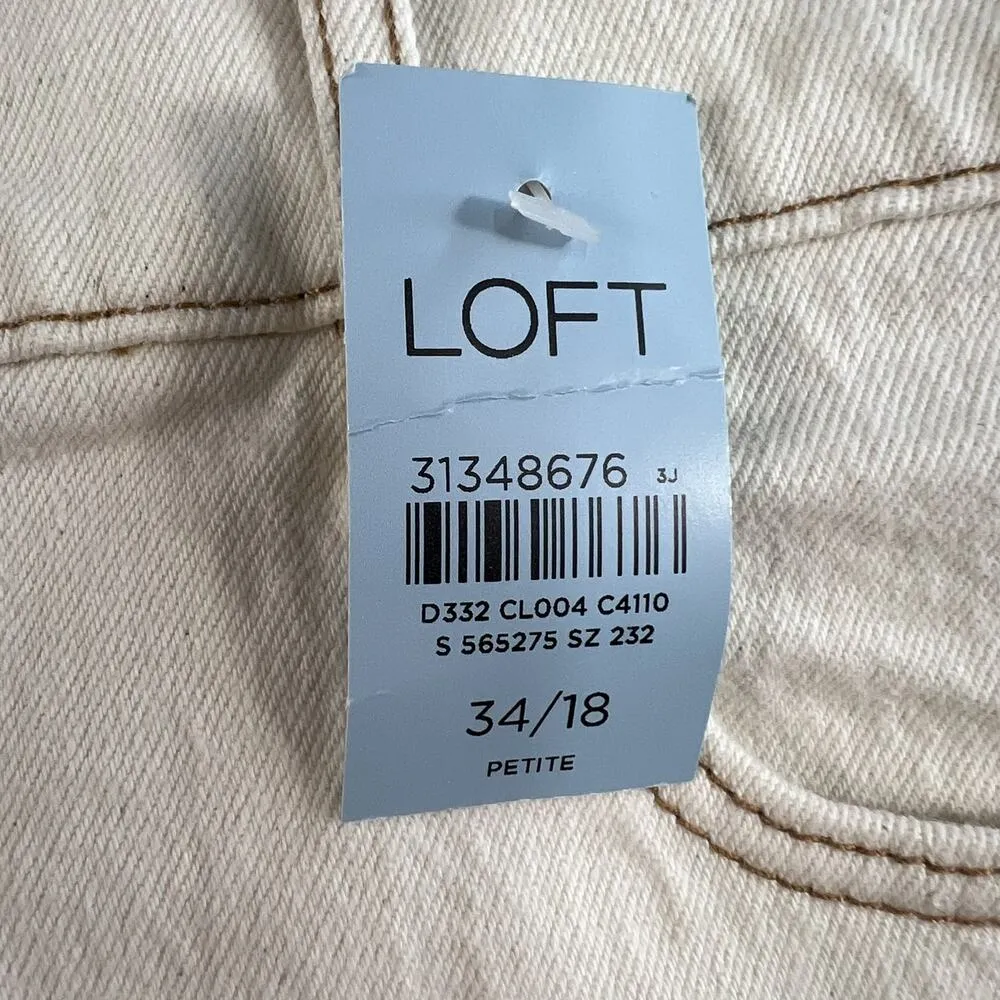 LOFT
31348676 3J
D332 CL004 C4110
S 565275 SZ 232
34/18
PETITE